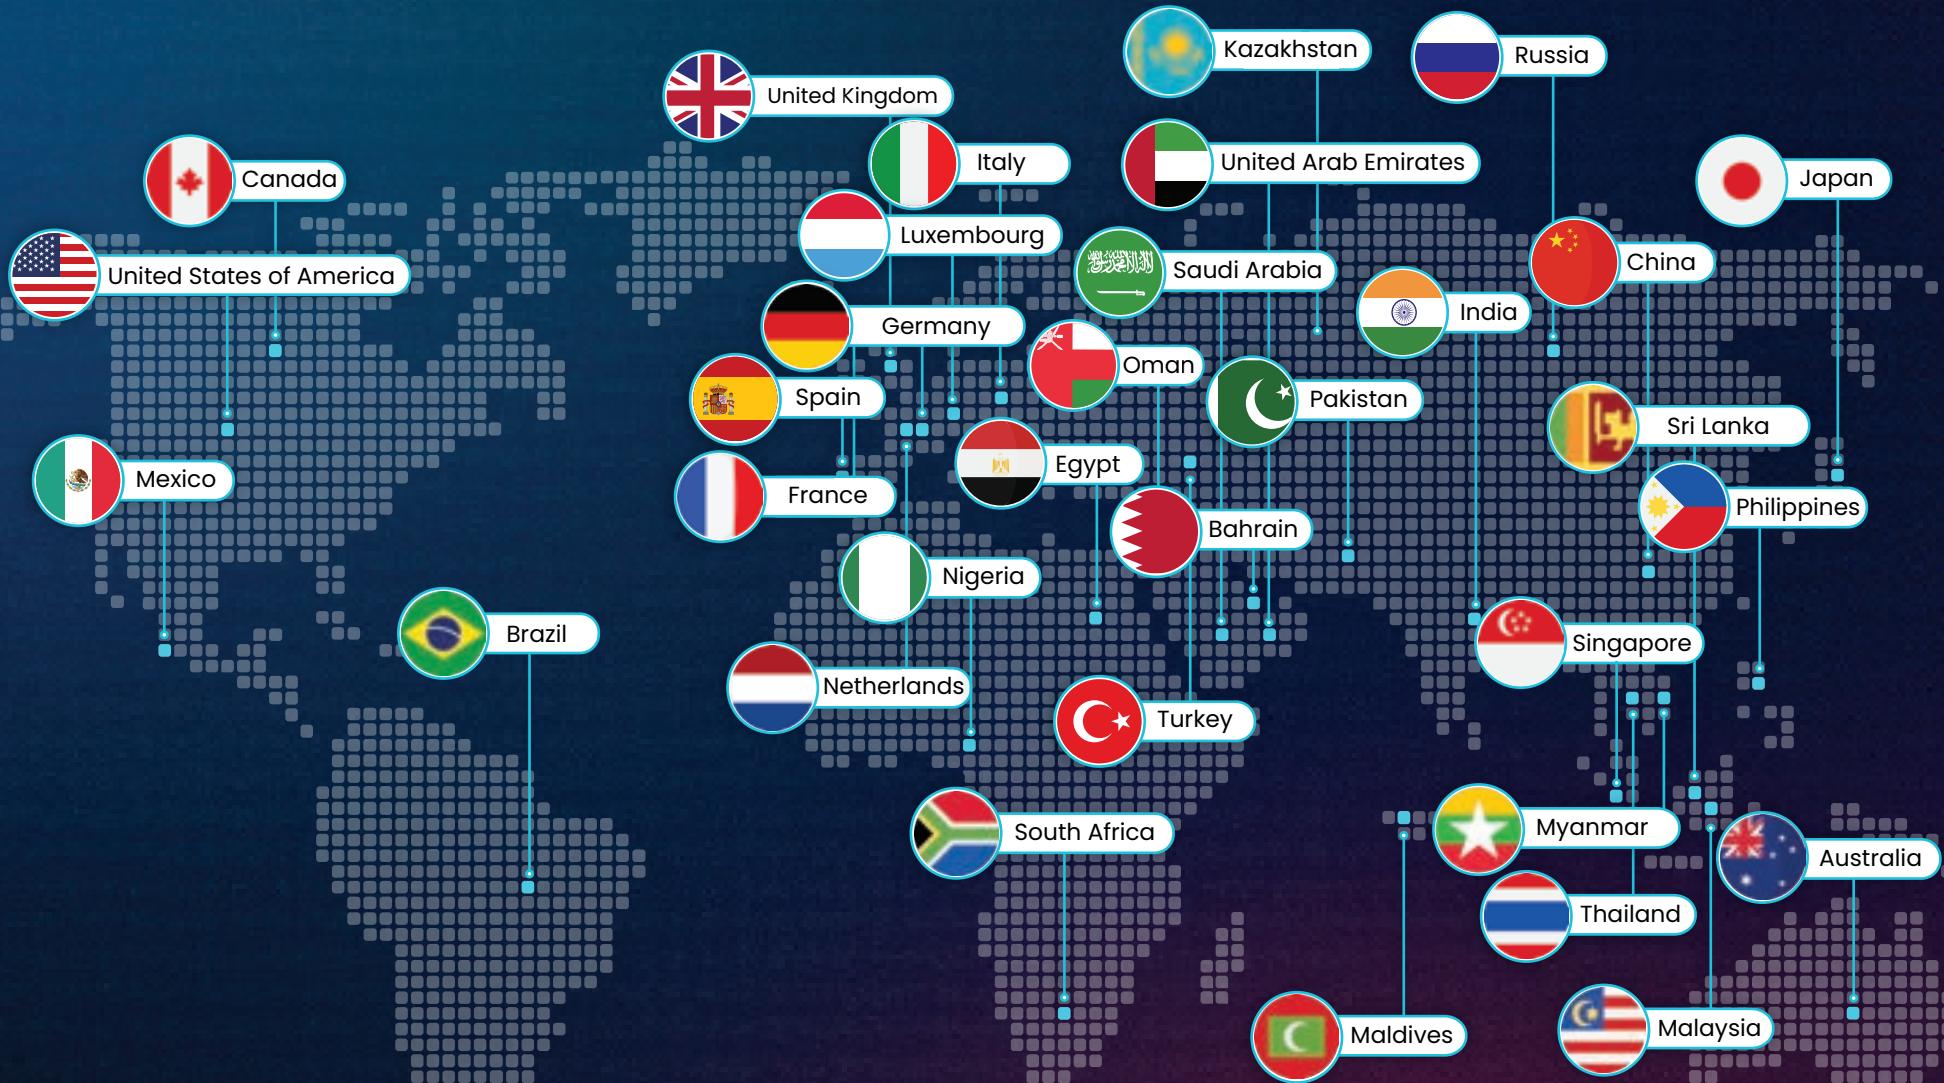 Kazakhstan
Russia
United Kingdom
Italy
United Arab Emirates
Canada
Japan
Luxembourg
Saudi Arabia
China
United States of America
India
Germany
Oman
Spain
Pakistan
Sri Lanka
Egypt
Mexico
France
Philippines
Bahrain
Nigeria
Brazil
Singapore
Netherlands
Turkey
South Africa
Myanmar
Australia
Thailand
Maldives
Malaysia